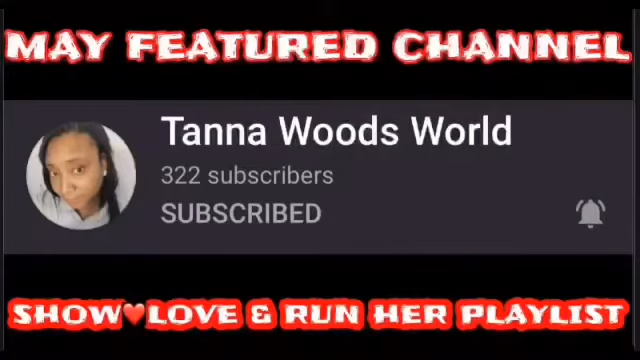 MAY FEATURED CHANNEL
Tanna Woods World
322 subscribers
SUBSCRIBED
SHOW❤️LOVE & RUN HER PLAYLIST